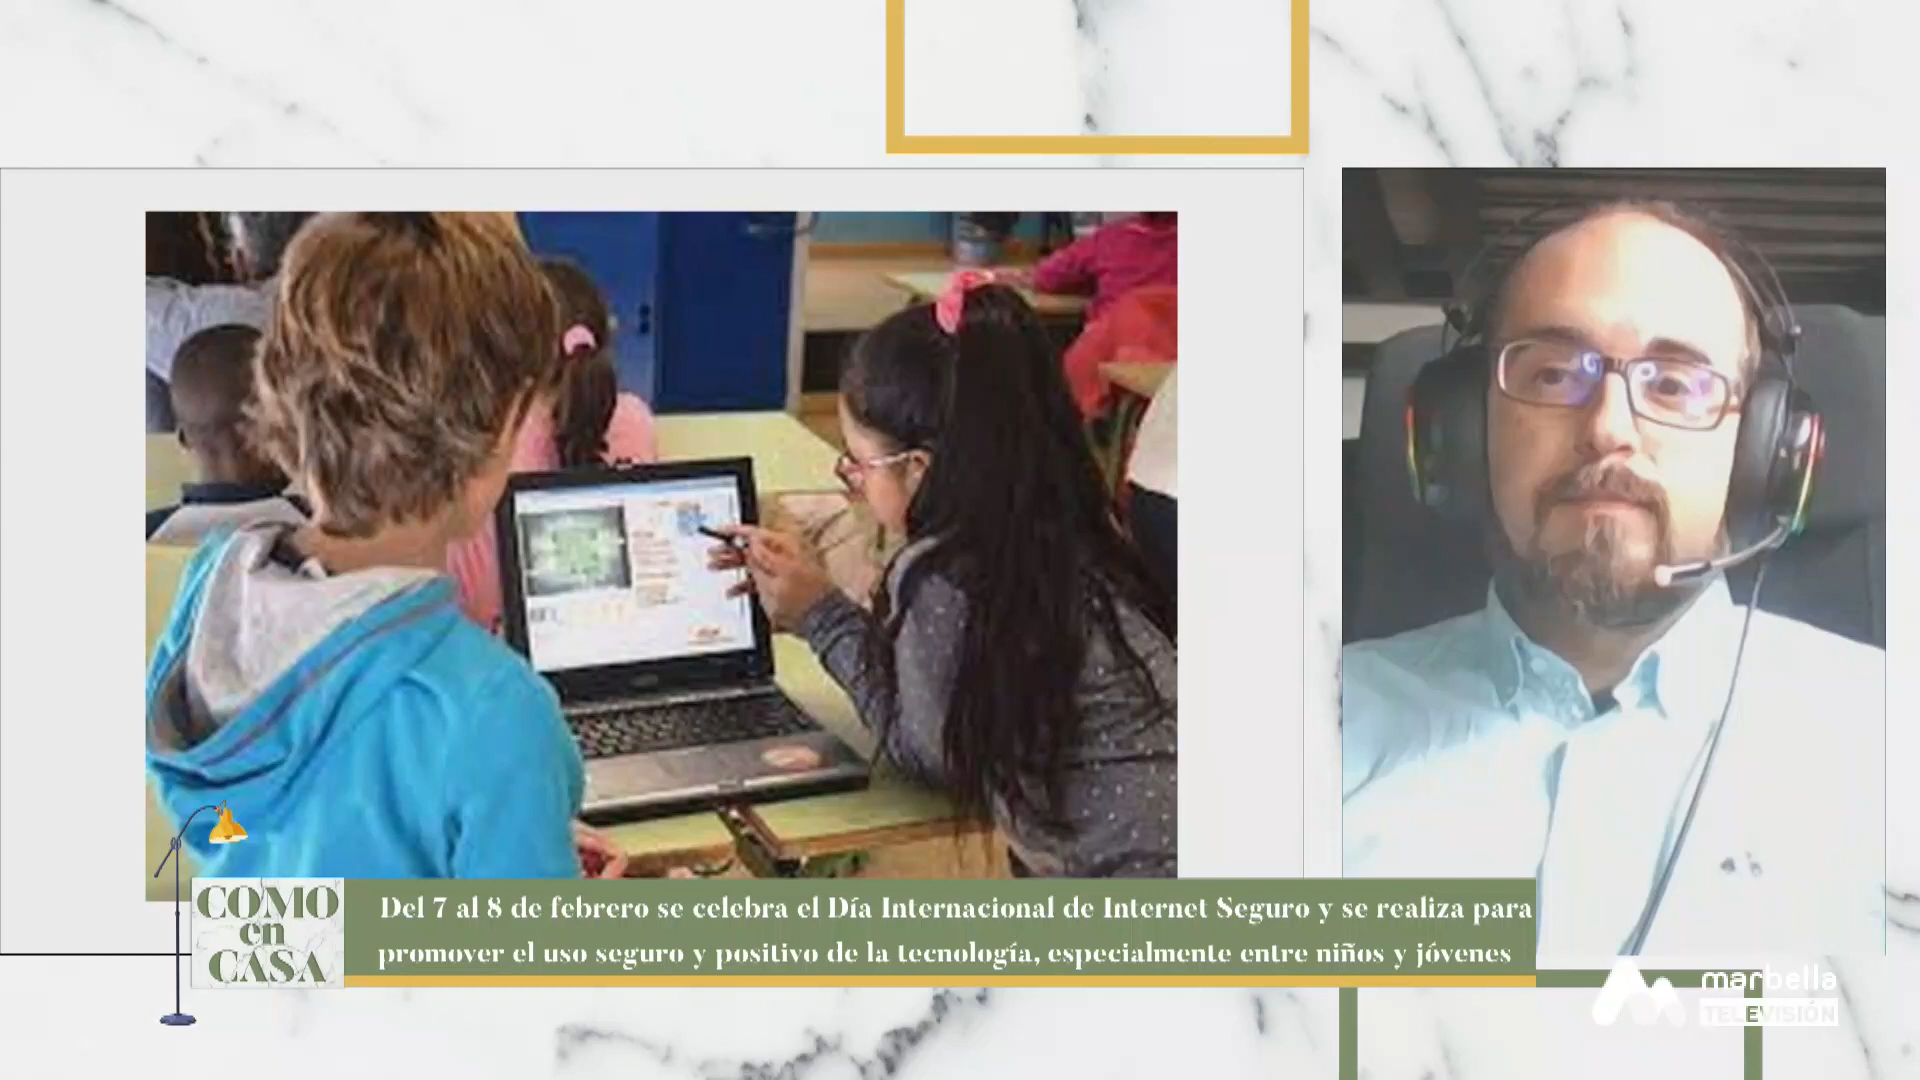 COMO
en
CASA
Del 7 al 8 de febrero se celebra el Día Internacional de Internet Seguro y se realiza para
promover el uso seguro y positivo de la tecnología, especialmente entre niños y jóvenes
marbella
TELEVISIÓN